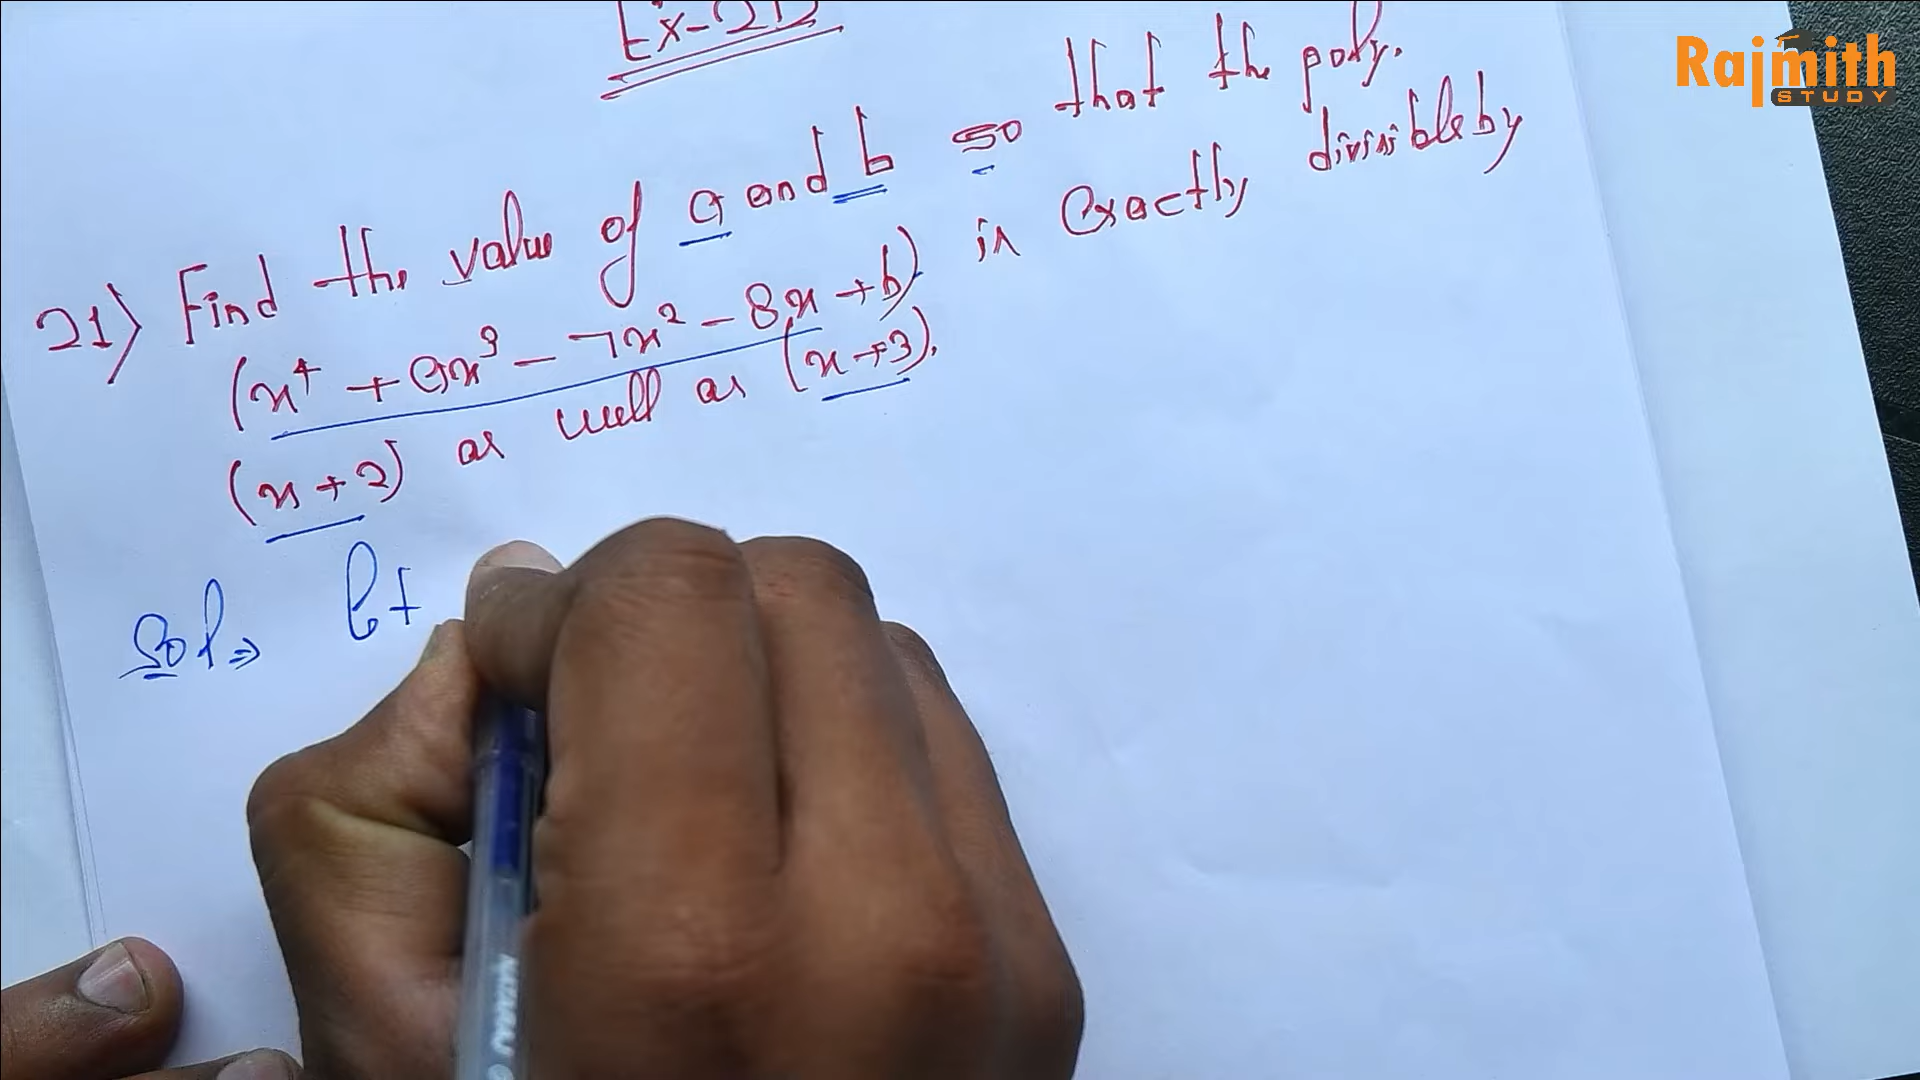 Ex-2D
Rajmith
STUDY
21) Find the value of a and b so that the poly.
(x⁴ + ax³ - 7x² - 8x + b) is exactly divisible by
(x + 2) as well as (x + 3).
Sol ⇒ let